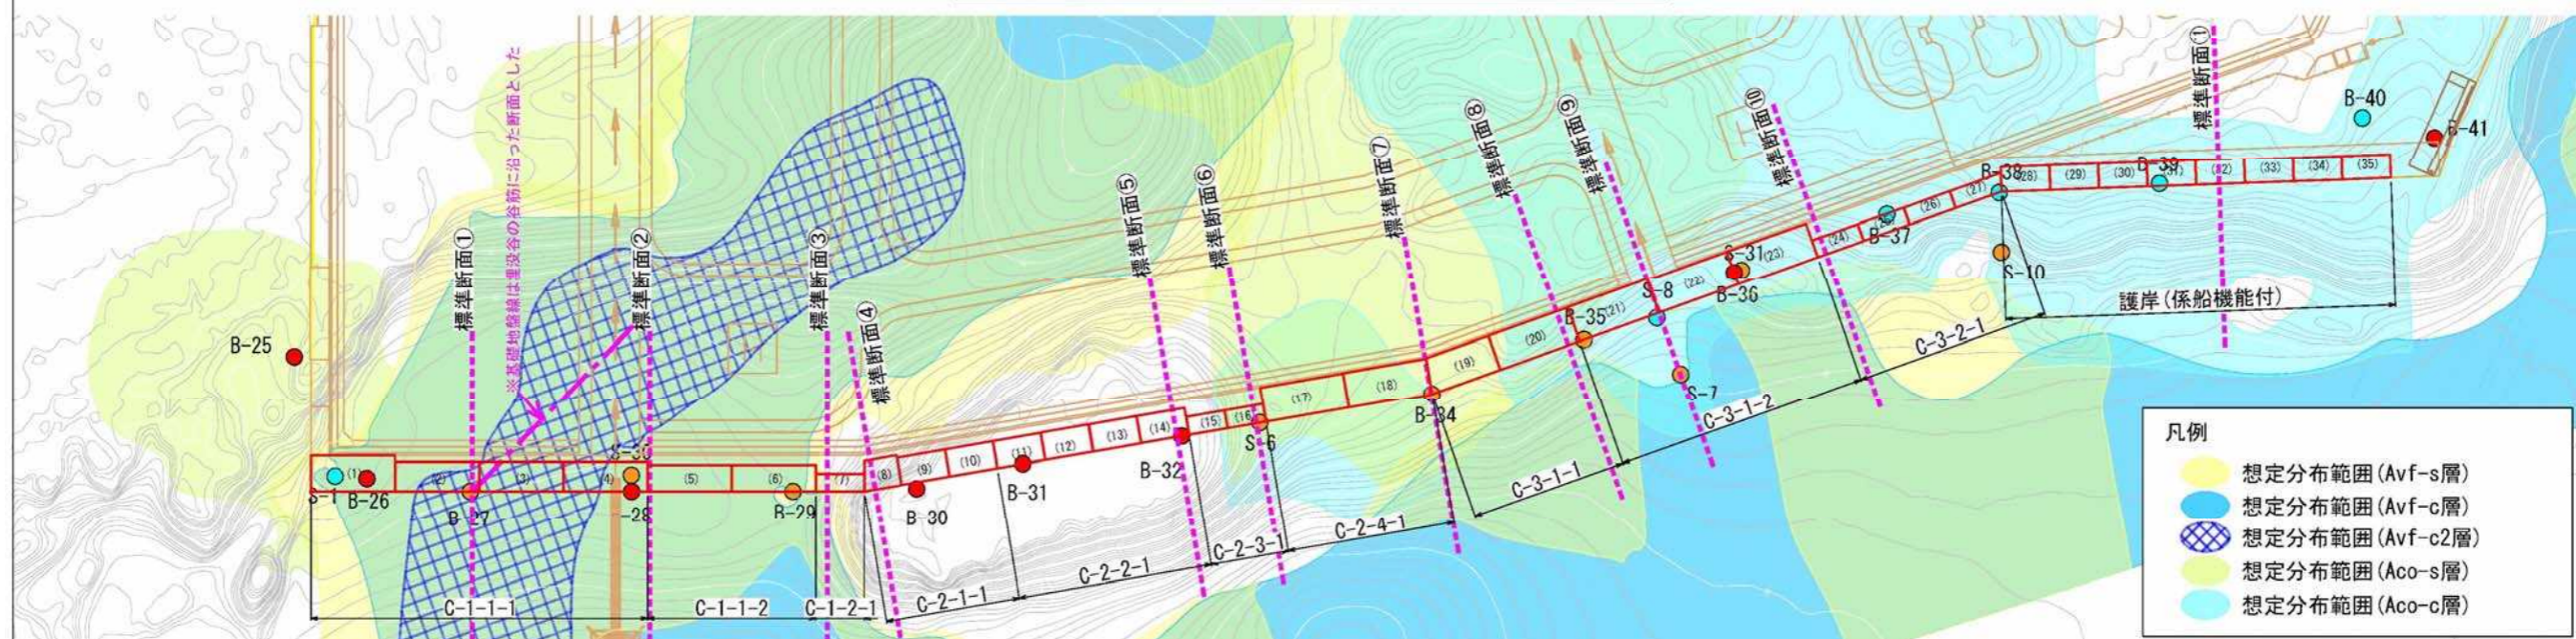 ※基礎地盤線は埋没谷の谷筋に沿った断面とした
標準断面①
標準断面②
標準断面③
標準断面④
標準断面⑤
標準断面⑥
標準断面⑦
標準断面⑧
標準断面⑨
標準断面⑩
標準断面①
B-25
S-1
B-26
B-27
-28
B-29
B-30
B-31
B-32
S-6
B-34
B-35
S-8
S-7
S-31
B-36
B-37
B-38
S-10
B-39
B-40
B-41
(1)
(2)
(3)
(4)
(5)
(6)
(7)
(8)
(9)
(10)
(11)
(12)
(13)
(14)
(15)
(16)
(17)
(18)
(19)
(20)
(21)
(22)
(23)
(24)
(26)
(27)
(28)
(29)
(30)
(31)
(32)
(33)
(34)
(35)
C-1-1-1
C-1-1-2
C-1-2-1
C-2-1-1
C-2-2-1
C-2-3-1
C-2-4-1
C-3-1-1
C-3-1-2
C-3-2-1
護岸(係船機能付)
凡例
想定分布範囲(Avf-s層)
想定分布範囲(Avf-c層)
想定分布範囲(Avf-c2層)
想定分布範囲(Aco-s層)
想定分布範囲(Aco-c層)